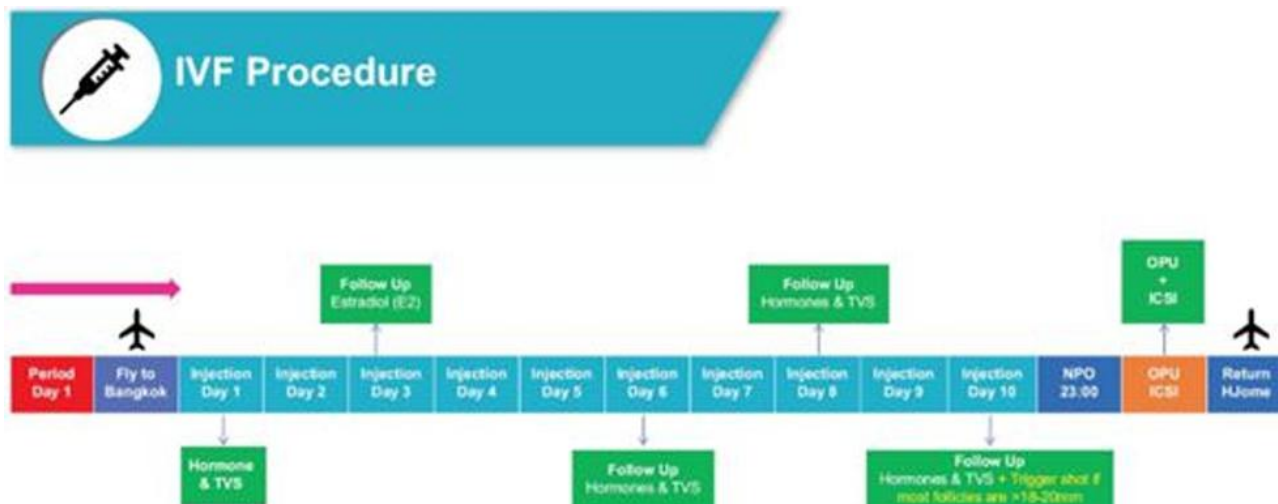 IVF Procedure
Follow Up
Estradiol (E2)
Follow Up
Hormones & TVS
OPU
+
ICSI
Period
Day 1
Fly to
Bangkok
Injection
Day 1
Injection
Day 2
Injection
Day 3
Injection
Day 4
Injection
Day 5
Injection
Day 6
Injection
Day 7
Injection
Day 8
Injection
Day 9
Injection
Day 10
NPO
23:00
OPU
ICSI
Return
HJome
Hormone
& TVS
Follow Up
Hormones & TVS
Follow Up
Hormones & TVS + Trigger shot if
most follicles are >18-20mm